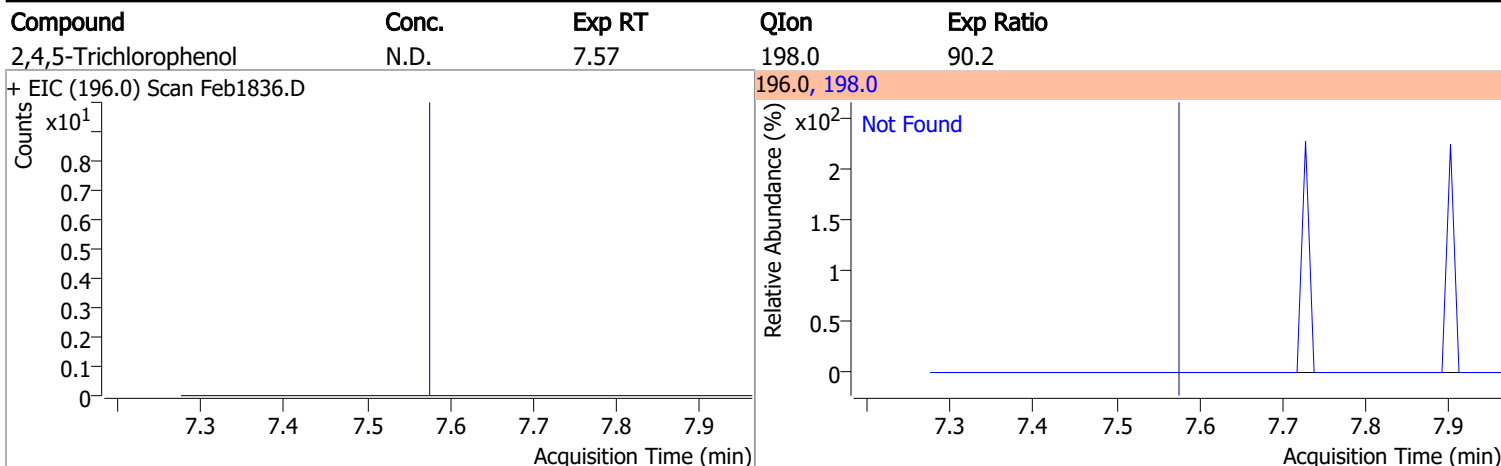 Compound Conc. Exp RT QIon Exp Ratio
2,4,5-Trichlorophenol N.D. 7.57 198.0 90.2
+ EIC (196.0) Scan Feb1836.D
Counts
x10¹
0.8
0.7
0.6
0.5
0.4
0.3
0.2
0.1
0
7.3 7.4 7.5 7.6 7.7 7.8 7.9
Acquisition Time (min)
196.0, 198.0
Relative Abundance (%)
x10²
Not Found
2
1.5
1
0.5
0
7.3 7.4 7.5 7.6 7.7 7.8 7.9
Acquisition Time (min)